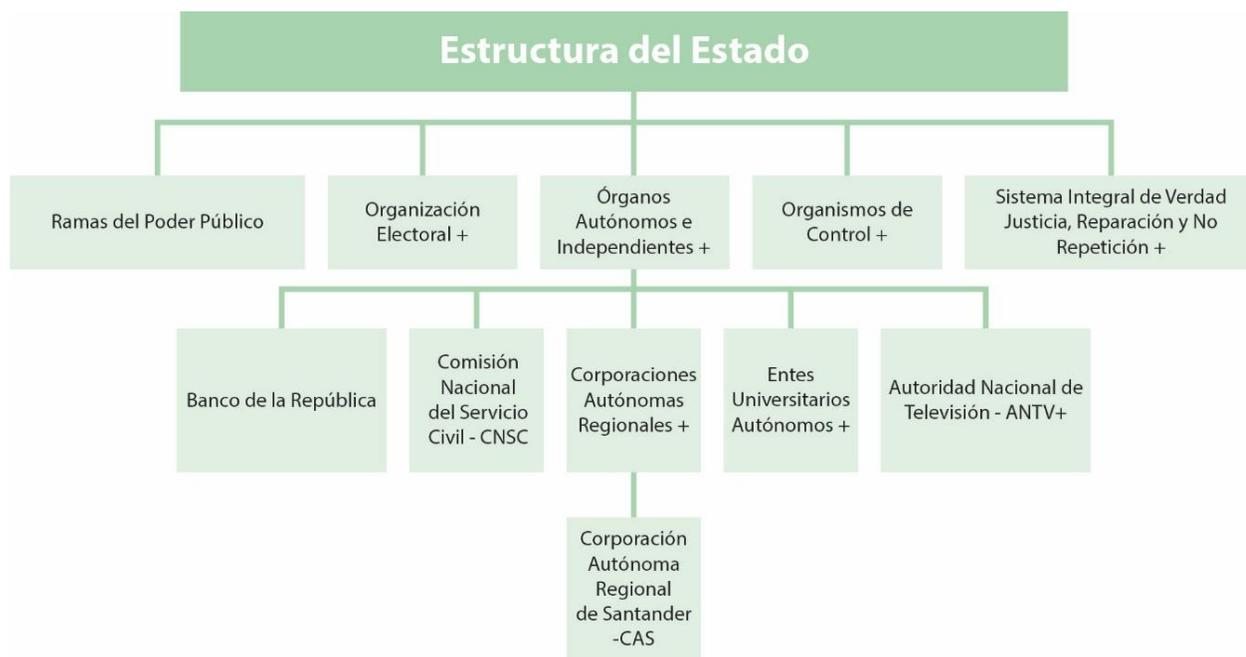 Estructura del Estado
Ramas del Poder Público
Organización
Electoral +
Órganos
Autónomos e
Independientes +
Organismos de
Control +
Sistema Integral de Verdad
Justicia, Reparación y No
Repetición +
Banco de la República
Comisión
Nacional
del Servicio
Civil - CNSC
Corporaciones
Autónomas
Regionales +
Entes
Universitarios
Autónomos +
Autoridad Nacional de
Televisión - ANTV+
Corporación
Autónoma
Regional
de Santander
-CAS